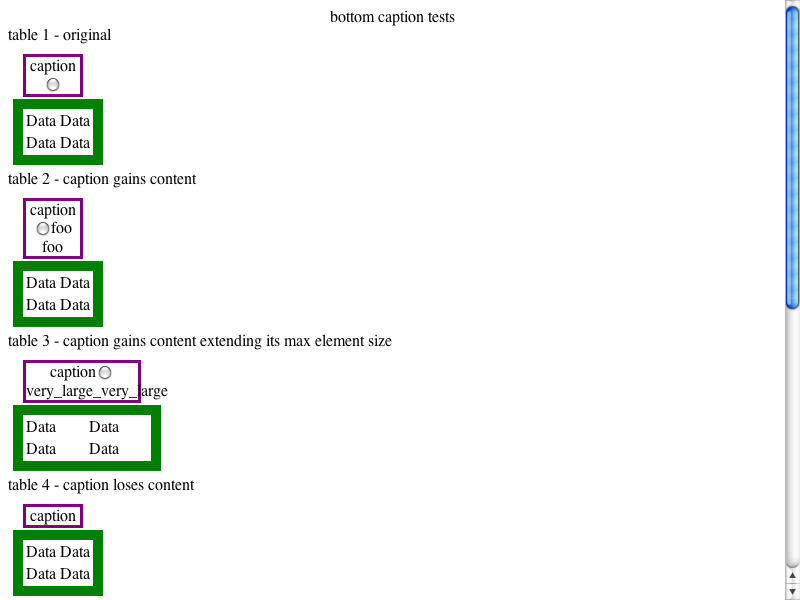 bottom caption tests
table 1 - original
caption
Data Data
Data Data
table 2 - caption gains content
caption
foo
foo
Data Data
Data Data
table 3 - caption gains content extending its max element size
caption
very_large_very_large
Data Data
Data Data
table 4 - caption loses content
caption
Data Data
Data Data